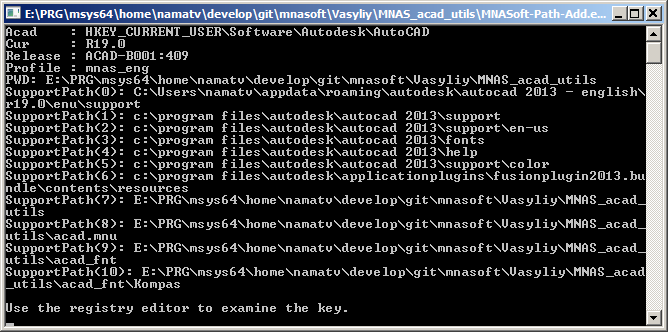 E:\PRG\msys64\home\namatv\develop\git\mnasoft\Vasyliy\MNAS_acad_utils\MNASoft-Path-Add.e...
Acad    : HKEY_CURRENT_USER\Software\Autodesk\AutoCAD
Cur     : R19.0
Release : ACAD-B001:409
Profile : mnas_eng
PWD: E:\PRG\msys64\home\namatv\develop\git\mnasoft\Vasyliy\MNAS_acad_utils
SupportPath(0): C:\Users\namatv\appdata\roaming\autodesk\autocad 2013 - english\
r19.0\enu\support
SupportPath(1): c:\program files\autodesk\autocad 2013\support
SupportPath(2): c:\program files\autodesk\autocad 2013\support\en-us
SupportPath(3): c:\program files\autodesk\autocad 2013\fonts
SupportPath(4): c:\program files\autodesk\autocad 2013\help
SupportPath(5): c:\program files\autodesk\autocad 2013\support\color
SupportPath(6): c:\program files\autodesk\applicationplugins\fusionplugin2013.bu
ndle\contents\resources
SupportPath(7): E:\PRG\msys64\home\namatv\develop\git\mnasoft\Vasyliy\MNAS_acad_
utils
SupportPath(8): E:\PRG\msys64\home\namatv\develop\git\mnasoft\Vasyliy\MNAS_acad_
utils\acad.mnu
SupportPath(9): E:\PRG\msys64\home\namatv\develop\git\mnasoft\Vasyliy\MNAS_acad_
utils\acad_fnt
SupportPath(10): E:\PRG\msys64\home\namatv\develop\git\mnasoft\Vasyliy\MNAS_acad
_utils\acad_fnt\Kompas
Use the registry editor to examine the key.